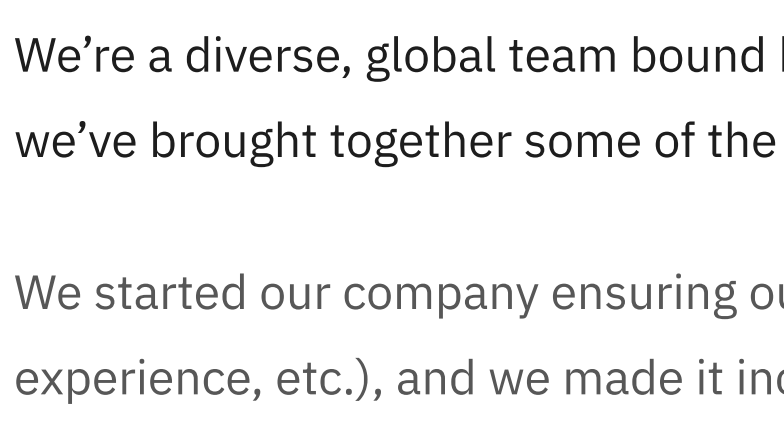 We’re a diverse, global team bound
we’ve brought together some of the
We started our company ensuring
experience, etc.), and we made it